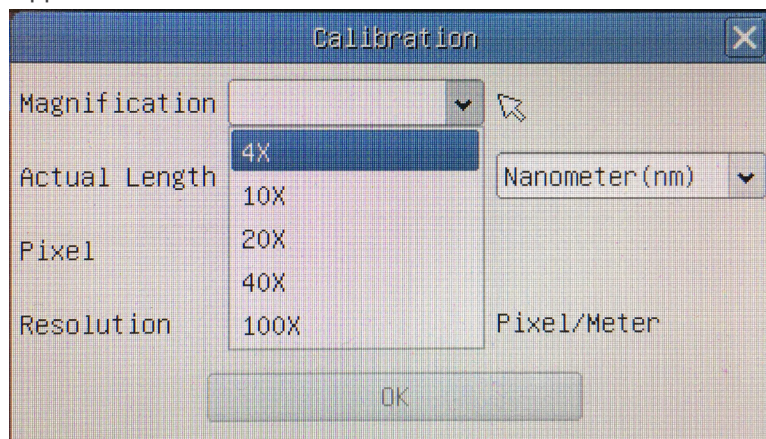 Calibration
Magnification
4X
Actual Length
Nanometer(nm)
10X
Pixel
20X
40X
Resolution
100X
Pixel/Meter
OK